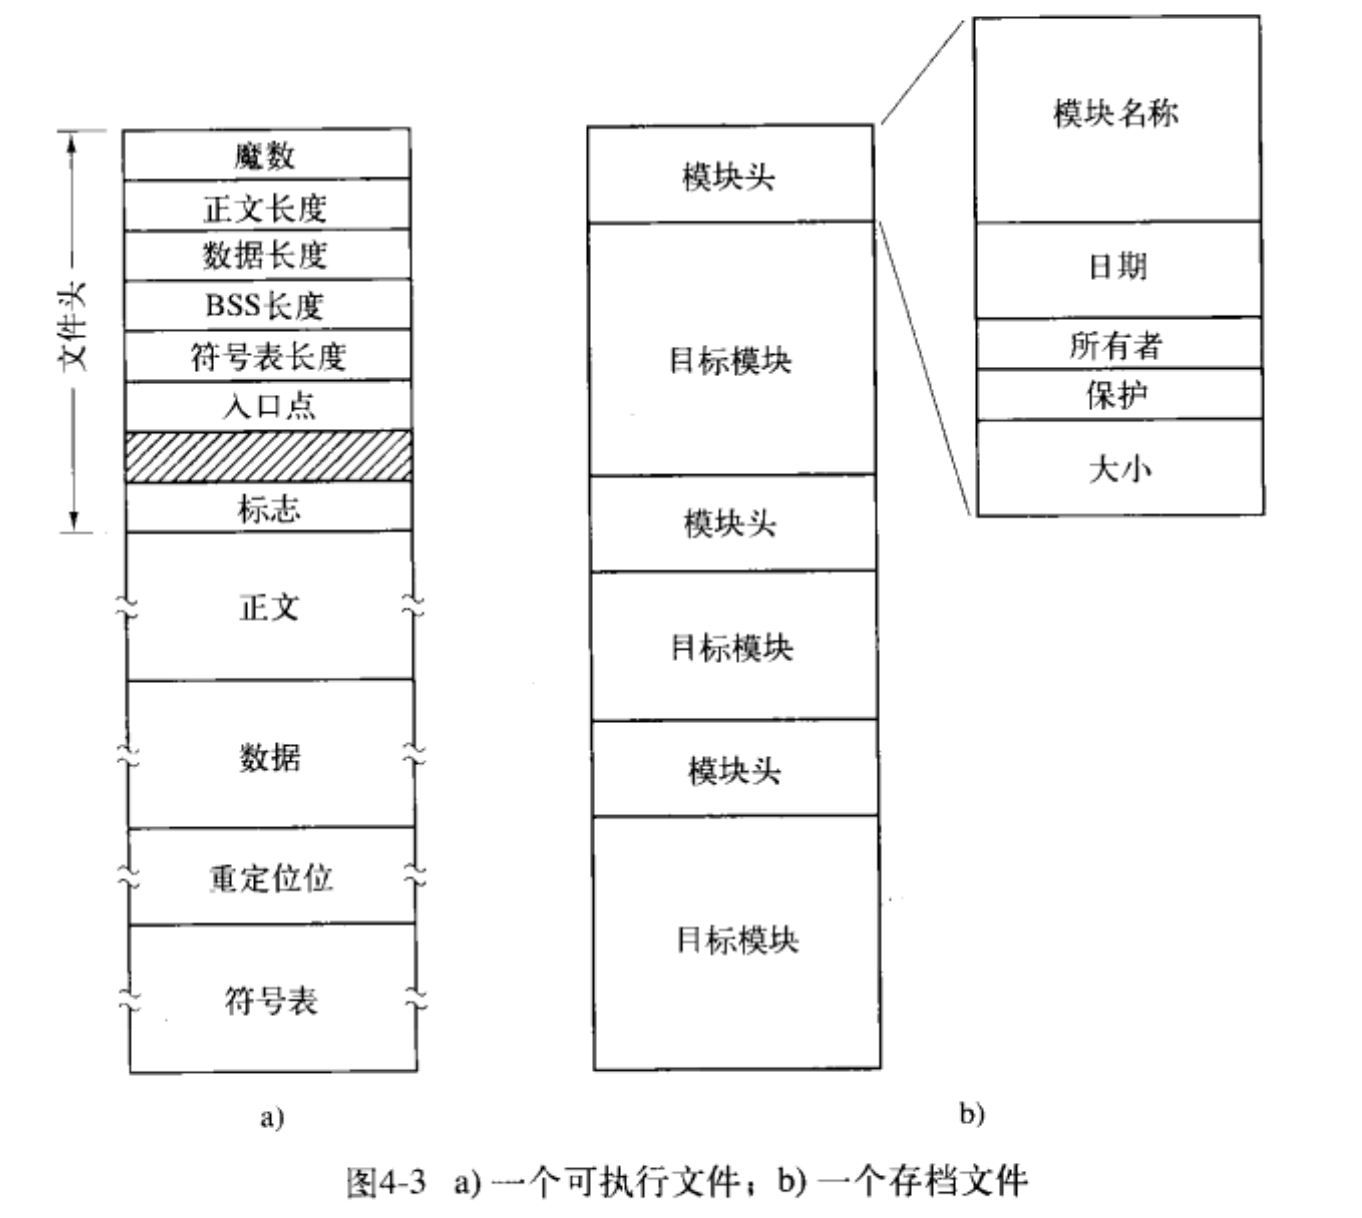 魔数
正文长度
数据长度
BSS长度
符号表长度
入口点
标志
文件头
正文
数据
重定位位
符号表
a)
模块头
目标模块
模块头
目标模块
模块头
目标模块
模块名称
日期
所有者
保护
大小
b)
图4-3 a) 一个可执行文件；b) 一个存档文件